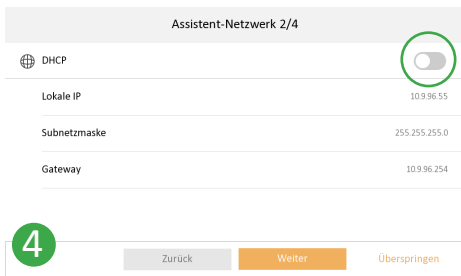 Assistent-Netzwerk 2/4
DHCP
Lokale IP 10.9.96.55
Subnetzmaske 255.255.255.0
Gateway 10.9.96.254
4
Zurück Weiter Überspringen